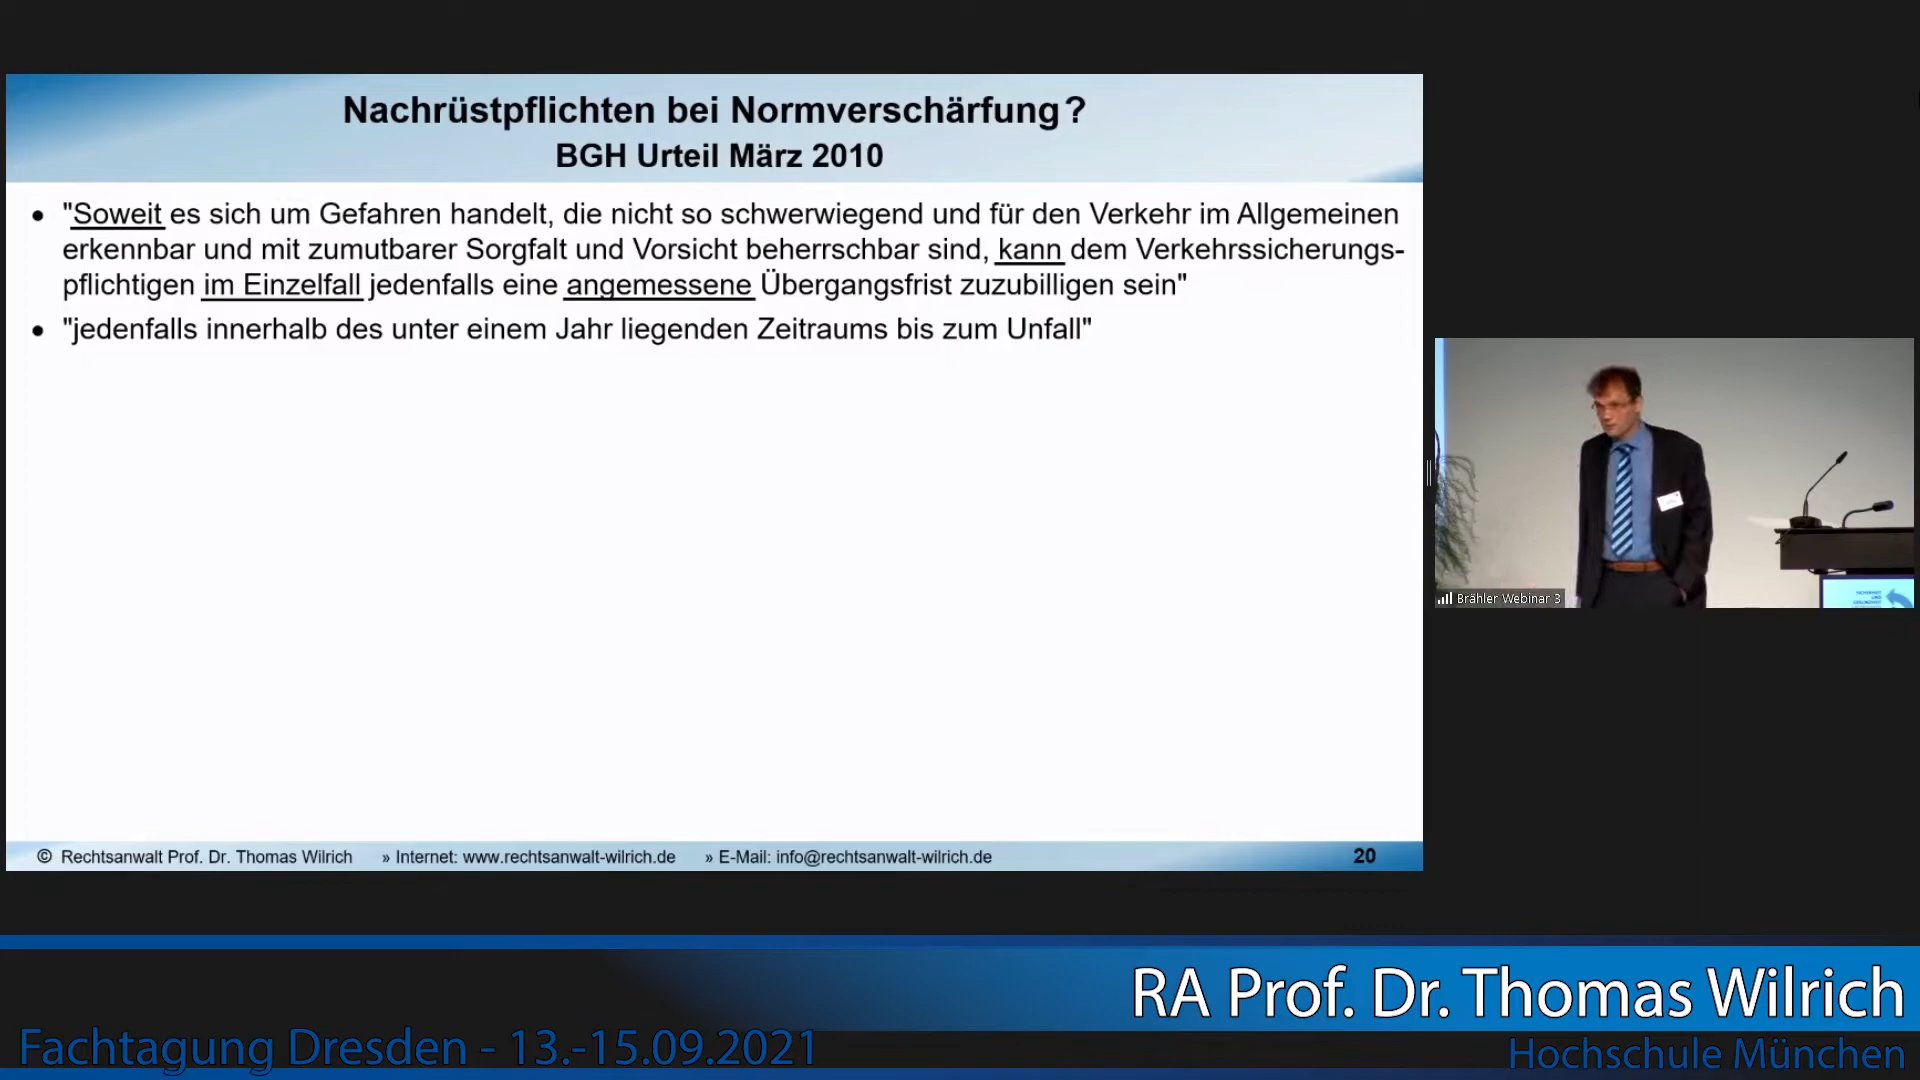 Nachrüstpflichten bei Normverschärfung?
BGH Urteil März 2010
• "Soweit es sich um Gefahren handelt, die nicht so schwerwiegend und für den Verkehr im Allgemeinen
erkennbar und mit zumutbarer Sorgfalt und Vorsicht beherrschbar sind, kann dem Verkehrssicherungs-
pflichtigen im Einzelfall jedenfalls eine angemessene Übergangsfrist zuzubilligen sein"
• "jedenfalls innerhalb des unter einem Jahr liegenden Zeitraums bis zum Unfall"
© Rechtsanwalt Prof. Dr. Thomas Wilrich » Internet: www.rechtsanwalt-wilrich.de » E-Mail: info@rechtsanwalt-wilrich.de 20
Brähler Webinar 3
SICHERHEIT
UND
GESUNDHEIT
RA Prof. Dr. Thomas Wilrich
Fachtagung Dresden - 13.-15.09.2021
Hochschule München